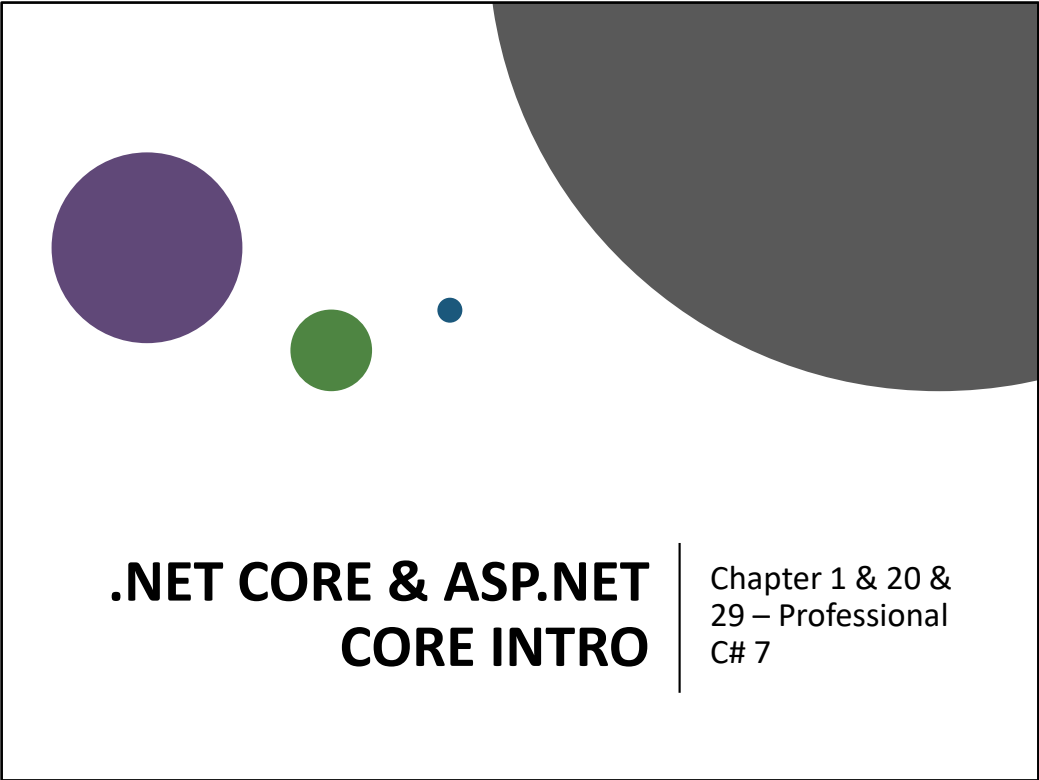 .NET CORE & ASP.NET
CORE INTRO
Chapter 1 & 20 &
29 – Professional
C# 7